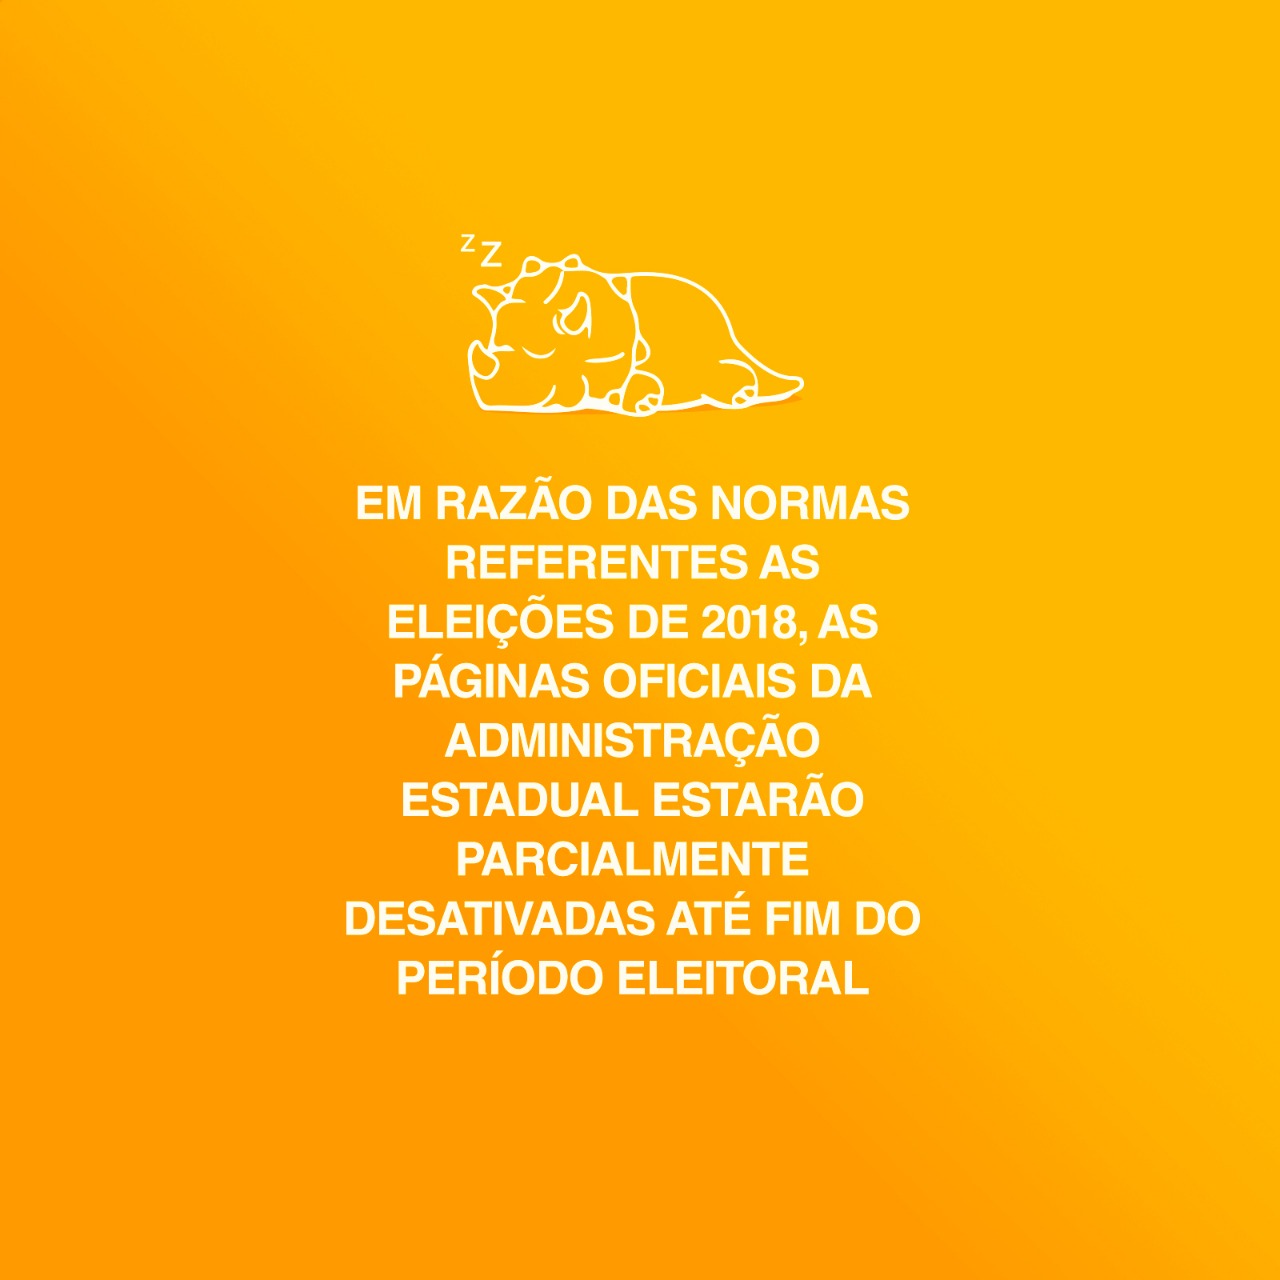 z
z
EM RAZÃO DAS NORMAS
REFERENTES AS
ELEIÇÕES DE 2018, AS
PÁGINAS OFICIAIS DA
ADMINISTRAÇÃO
ESTADUAL ESTARÃO
PARCIALMENTE
DESATIVADAS ATÉ FIM DO
PERÍODO ELEITORAL